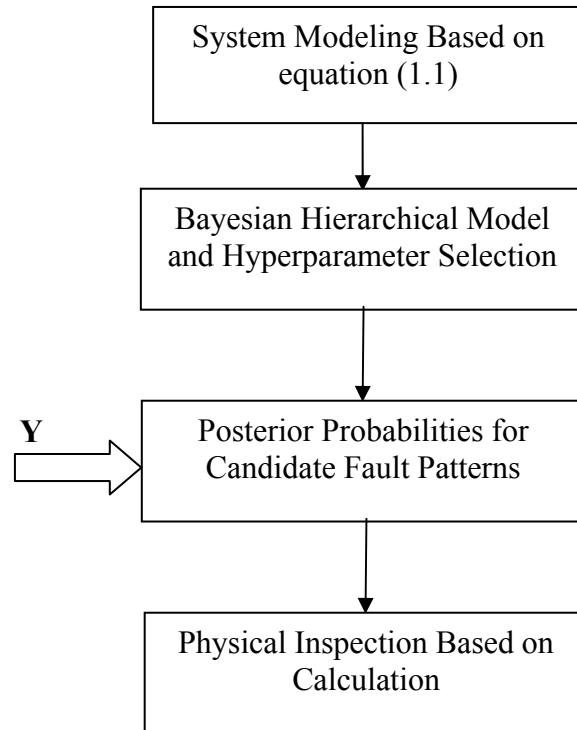 System Modeling Based on
equation (1.1)
Bayesian Hierarchical Model
and Hyperparameter Selection
Y
Posterior Probabilities for
Candidate Fault Patterns
Physical Inspection Based on
Calculation